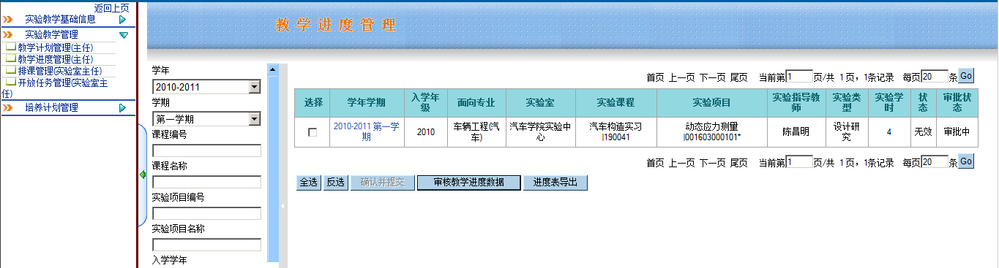 返回上页
实验教学基础信息
实验教学管理
教学计划管理(主任)
教学进度管理(主任)
排课管理(实验室主任)
开放任务管理(实验室主
任)
培养计划管理
教学进度管理
学年
2010-2011
学期
第一学期
课程编号
课程名称
实验项目编号
实验项目名称
入学学年
首页 上一页 下一页 尾页 当前第1页/共 1页，1条记录 每页20条Go
选择 学年学期 入学年级 面向专业 实验室 实验课程 实验项目 实验指导教师 实验类型 实验学时 状态 审批状态
2010-2011 第一学期 2010 车辆工程(汽车) 汽车学院实验中心 汽车构造实习|190041 动态应力测量|001603000101* 陈昌明 设计研究 4 无效 审批中
首页 上一页 下一页 尾页 当前第1页/共 1页，1条记录 每页20条Go
全选 反选 确认并提交 审核教学进度数据 进度表导出